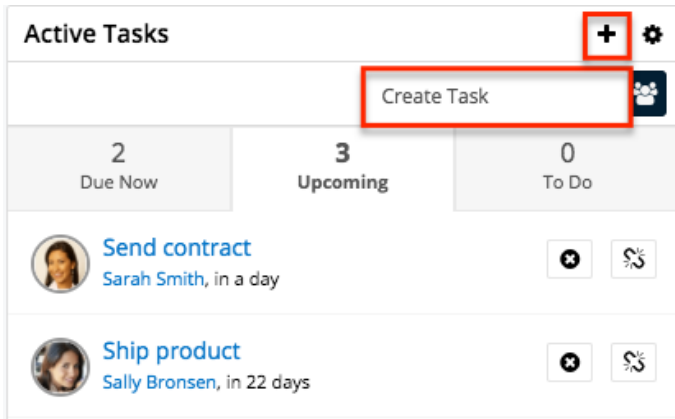 Active Tasks
Create Task
2
Due Now
3
Upcoming
0
To Do
Send contract
Sarah Smith, in a day
Ship product
Sally Bronsen, in 22 days